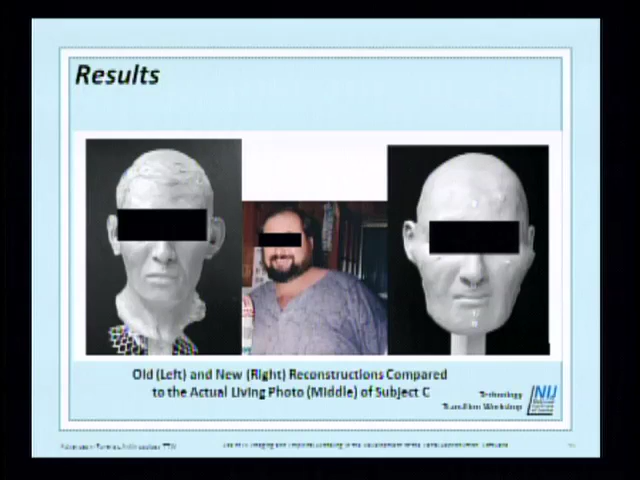 Results
Old (Left) and New (Right) Reconstructions Compared
to the Actual Living Photo (Middle) of Subject C
Technology
Transition Workshop
NIJ